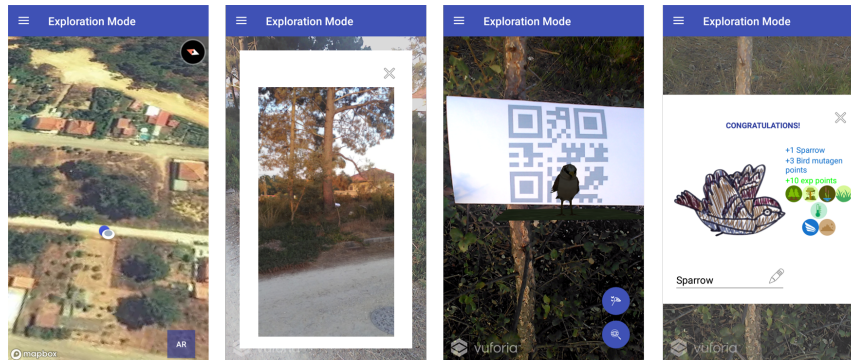 Exploration Mode
AR
mapbox
Exploration Mode
vuforia
Exploration Mode
vuforia
Exploration Mode
CONGRATULATIONS!
+1 Sparrow
+3 Bird mutagen
points
+10 exp points
Sparrow
vuforia